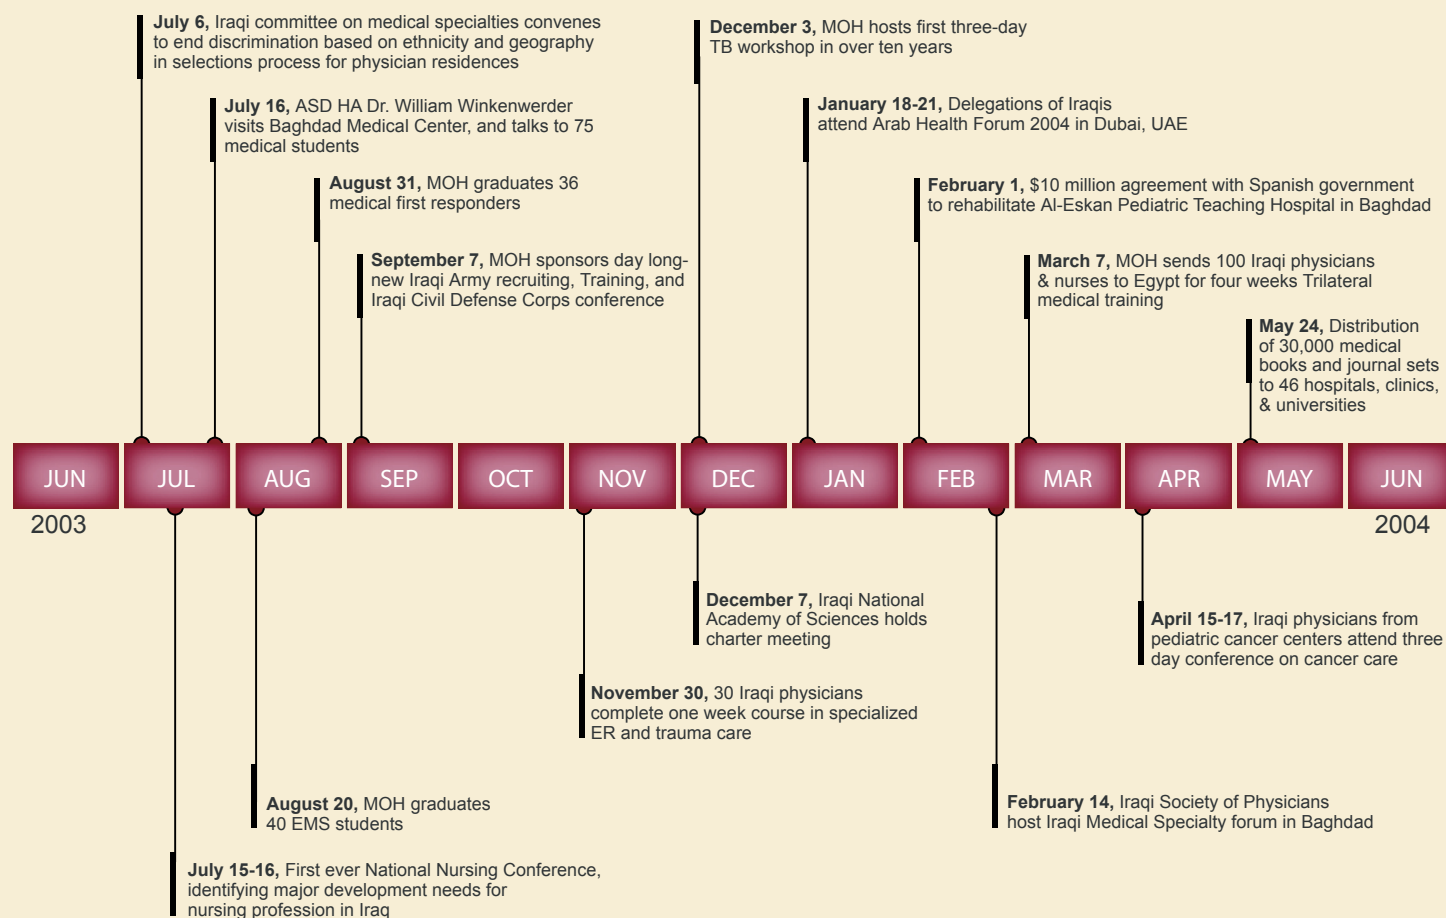 July 6, Iraqi committee on medical specialties convenes
to end discrimination based on ethnicity and geography
in selections process for physician residences
July 16, ASD HA Dr. William Winkenwerder
visits Baghdad Medical Center, and talks to 75
medical students
August 31, MOH graduates 36
medical first responders
September 7, MOH sponsors day long-
new Iraqi Army recruiting, Training, and
Iraqi Civil Defense Corps conference
December 3, MOH hosts first three-day
TB workshop in over ten years
January 18-21, Delegations of Iraqis
attend Arab Health Forum 2004 in Dubai, UAE
February 1, $10 million agreement with Spanish government
to rehabilitate Al-Eskan Pediatric Teaching Hospital in Baghdad
March 7, MOH sends 100 Iraqi physicians
& nurses to Egypt for four weeks Trilateral
medical training
May 24, Distribution
of 30,000 medical
books and journal sets
to 46 hospitals, clinics,
& universities
JUN JUL AUG SEP OCT NOV DEC JAN FEB MAR APR MAY JUN
2003 2004
December 7, Iraqi National
Academy of Sciences holds
charter meeting
April 15-17, Iraqi physicians from
pediatric cancer centers attend three
day conference on cancer care
November 30, 30 Iraqi physicians
complete one week course in specialized
ER and trauma care
August 20, MOH graduates
40 EMS students
February 14, Iraqi Society of Physicians
host Iraqi Medical Specialty forum in Baghdad
July 15-16, First ever National Nursing Conference,
identifying major development needs for
nursing profession in Iraq